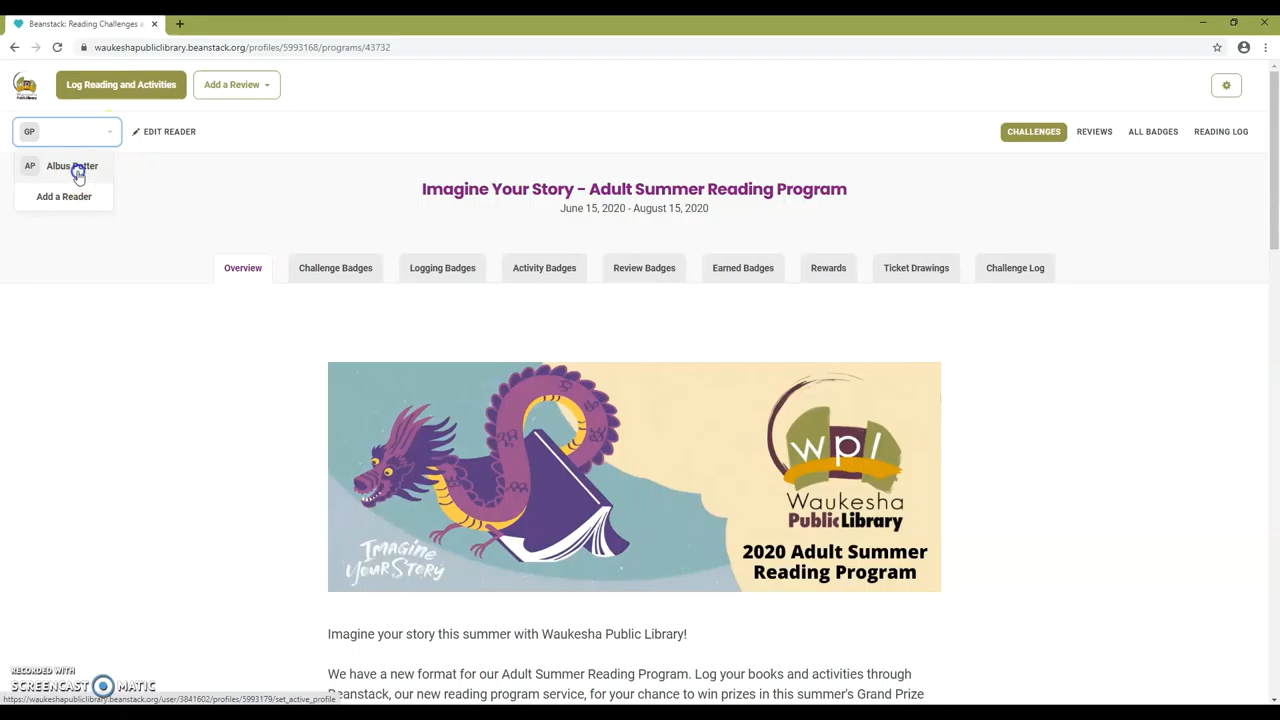 Beanstack: Reading Challenges a
waukeshapubliclibrary.beanstack.org/profiles/5993168/programs/43732
wpl
Log Reading and Activities
Add a Review
GP
EDIT READER
CHALLENGES
REVIEWS
ALL BADGES
READING LOG
AP
Albus Potter
Add a Reader
Imagine Your Story - Adult Summer Reading Program
June 15, 2020 - August 15, 2020
Overview
Challenge Badges
Logging Badges
Activity Badges
Review Badges
Earned Badges
Rewards
Ticket Drawings
Challenge Log
IMAGINE
YOUR STORY
wpl
Waukesha
Public Library
2020 Adult Summer
Reading Program
Imagine your story this summer with Waukesha Public Library!
We have a new format for our Adult Summer Reading Program. Log your books and activities through
Beanstack, our new reading program service, for your chance to win prizes in this summer's Grand Prize
RECORDED WITH
SCREENCAST MATIC
https://waukeshapubliclibrary.beanstack.org/user/3841602/profiles/5993179/set_active_profile